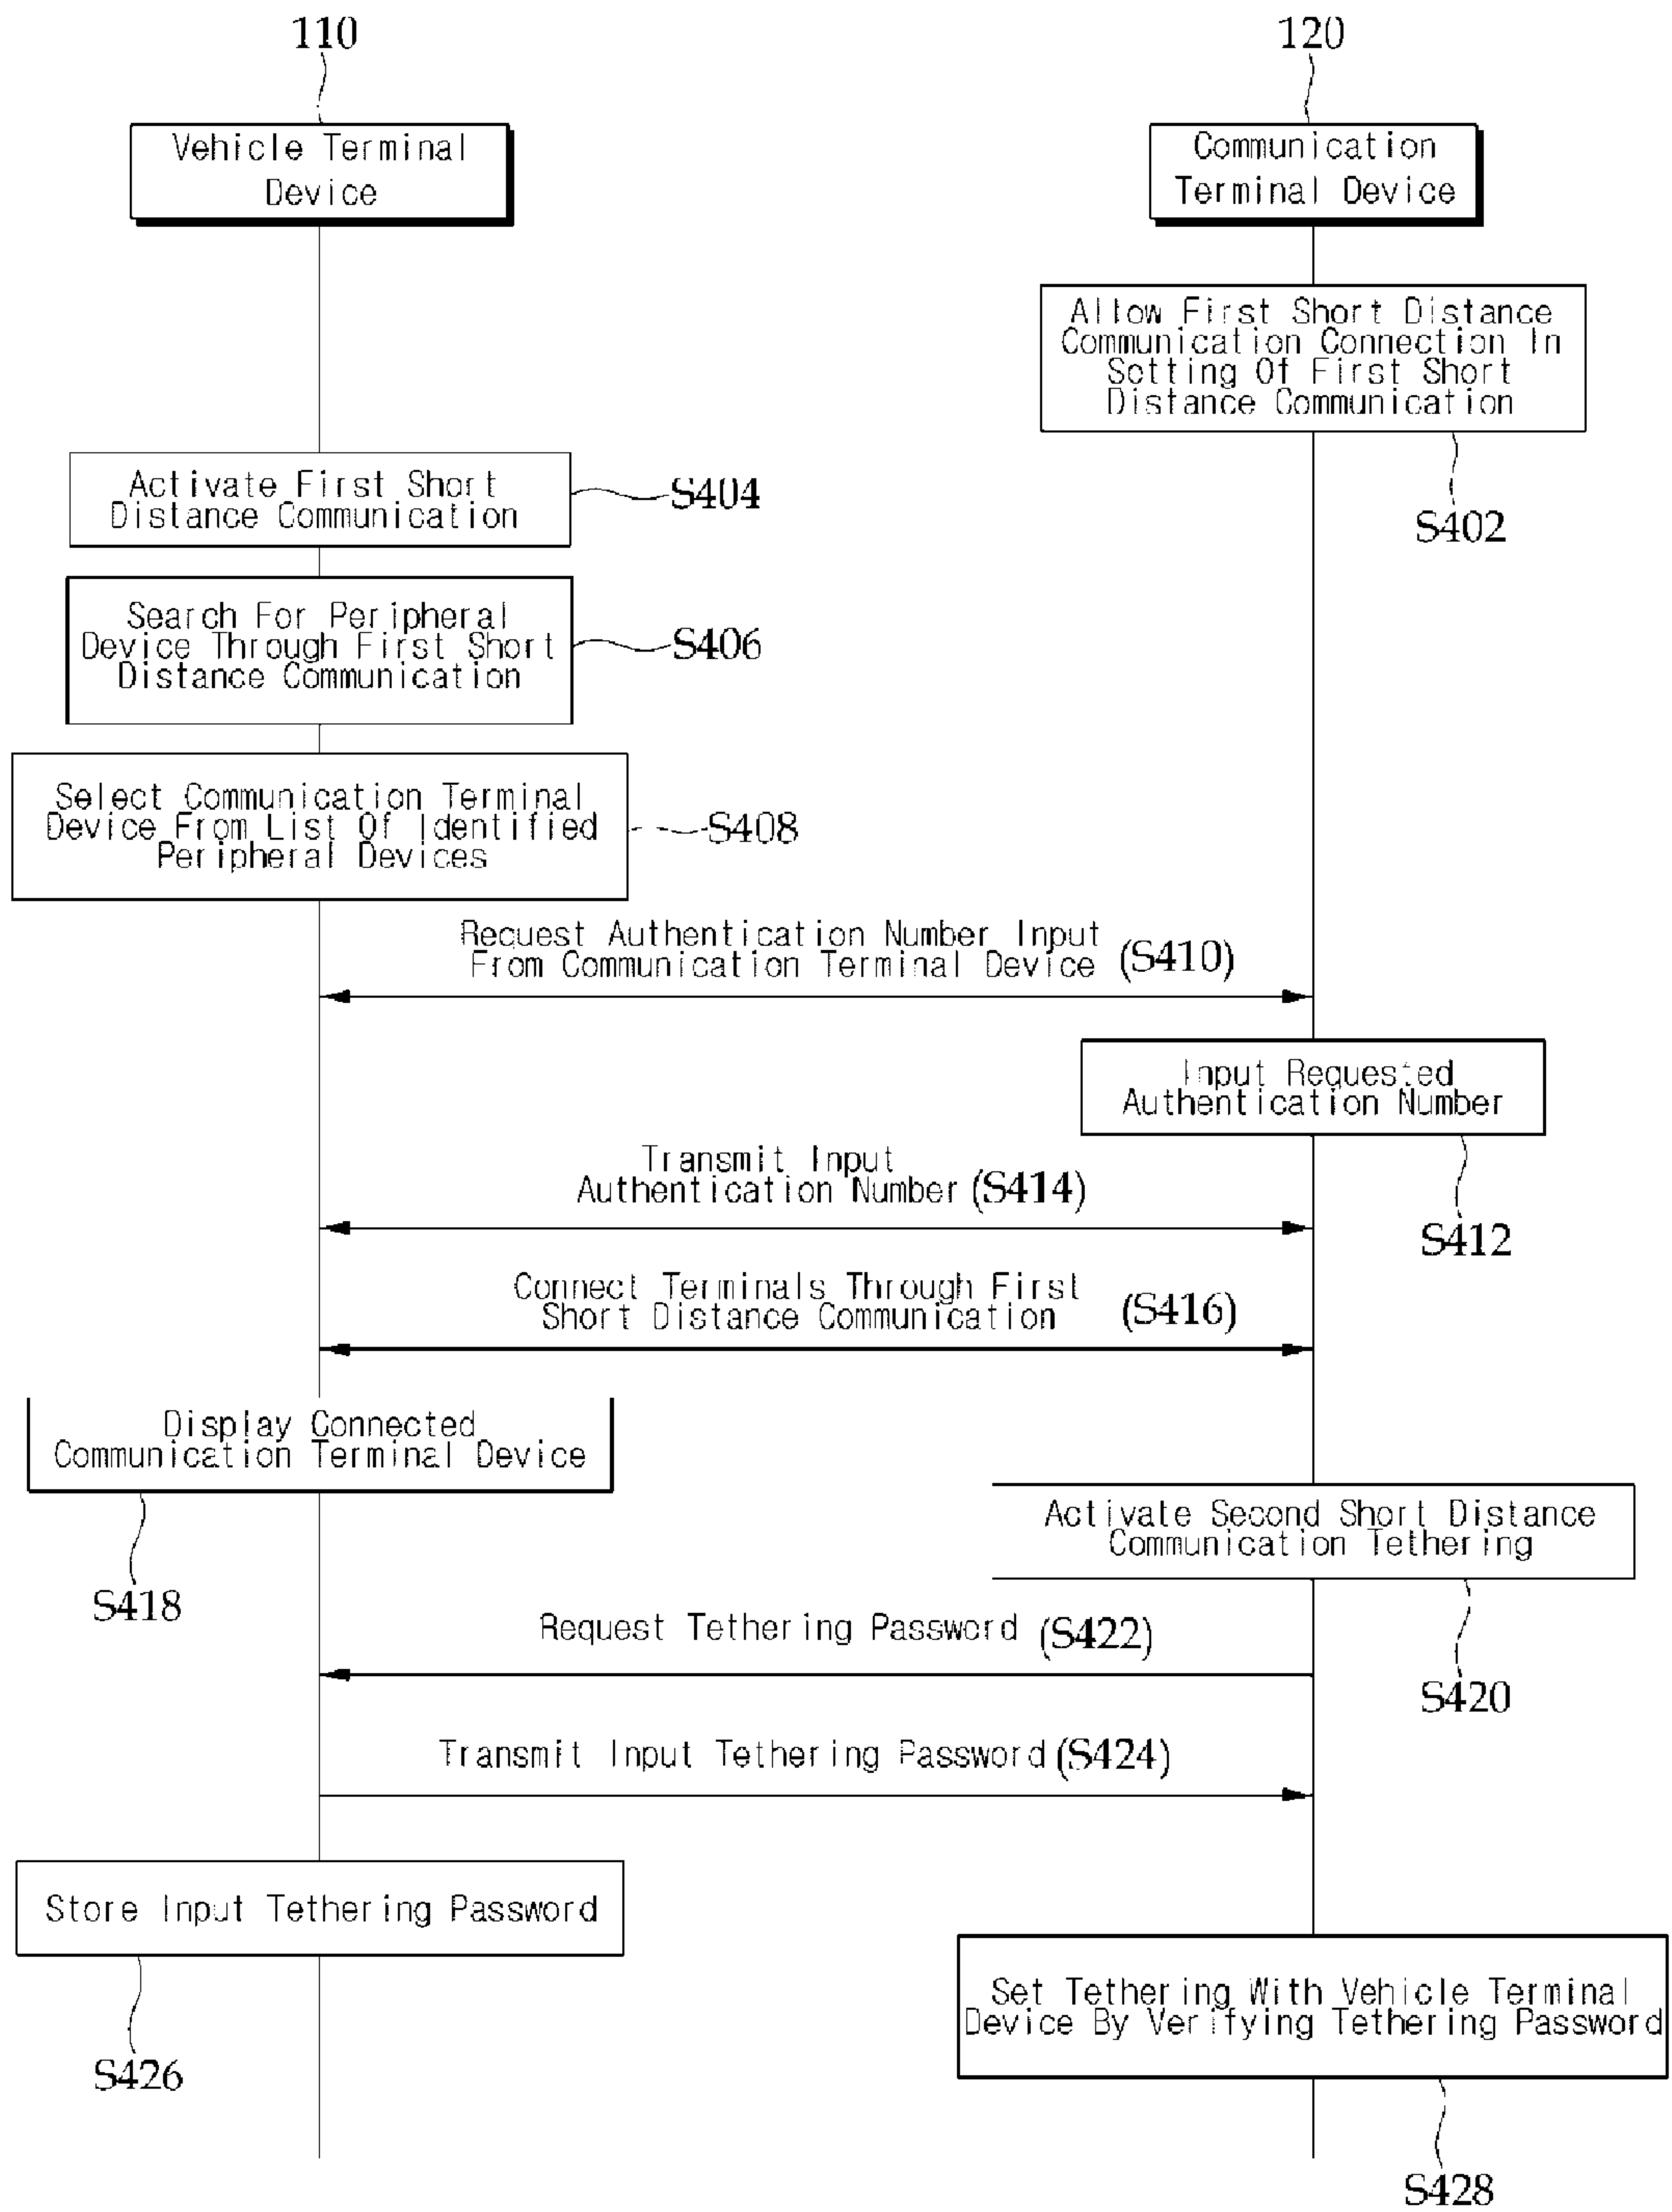 110
120
Vehicle Terminal
Device
Communication
Terminal Device
Allow First Short Distance
Communication Connection In
Setting Of First Short
Distance Communication
S402
Activate First Short
Distance Communication
S404
Search For Peripheral
Device Through First Short
Distance Communication
S406
Select Communication Terminal
Device From List Of Identified
Peripheral Devices
S408
Request Authentication Number Input
From Communication Terminal Device (S410)
Input Requested
Authentication Number
S412
Transmit Input
Authentication Number (S414)
Connect Terminals Through First
Short Distance Communication (S416)
Display Connected
Communication Terminal Device
S418
Activate Second Short Distance
Communication Tethering
S420
Request Tethering Password (S422)
Transmit Input Tethering Password (S424)
Store Input Tethering Password
S426
Set Tethering With Vehicle Terminal
Device By Verifying Tethering Password
S428